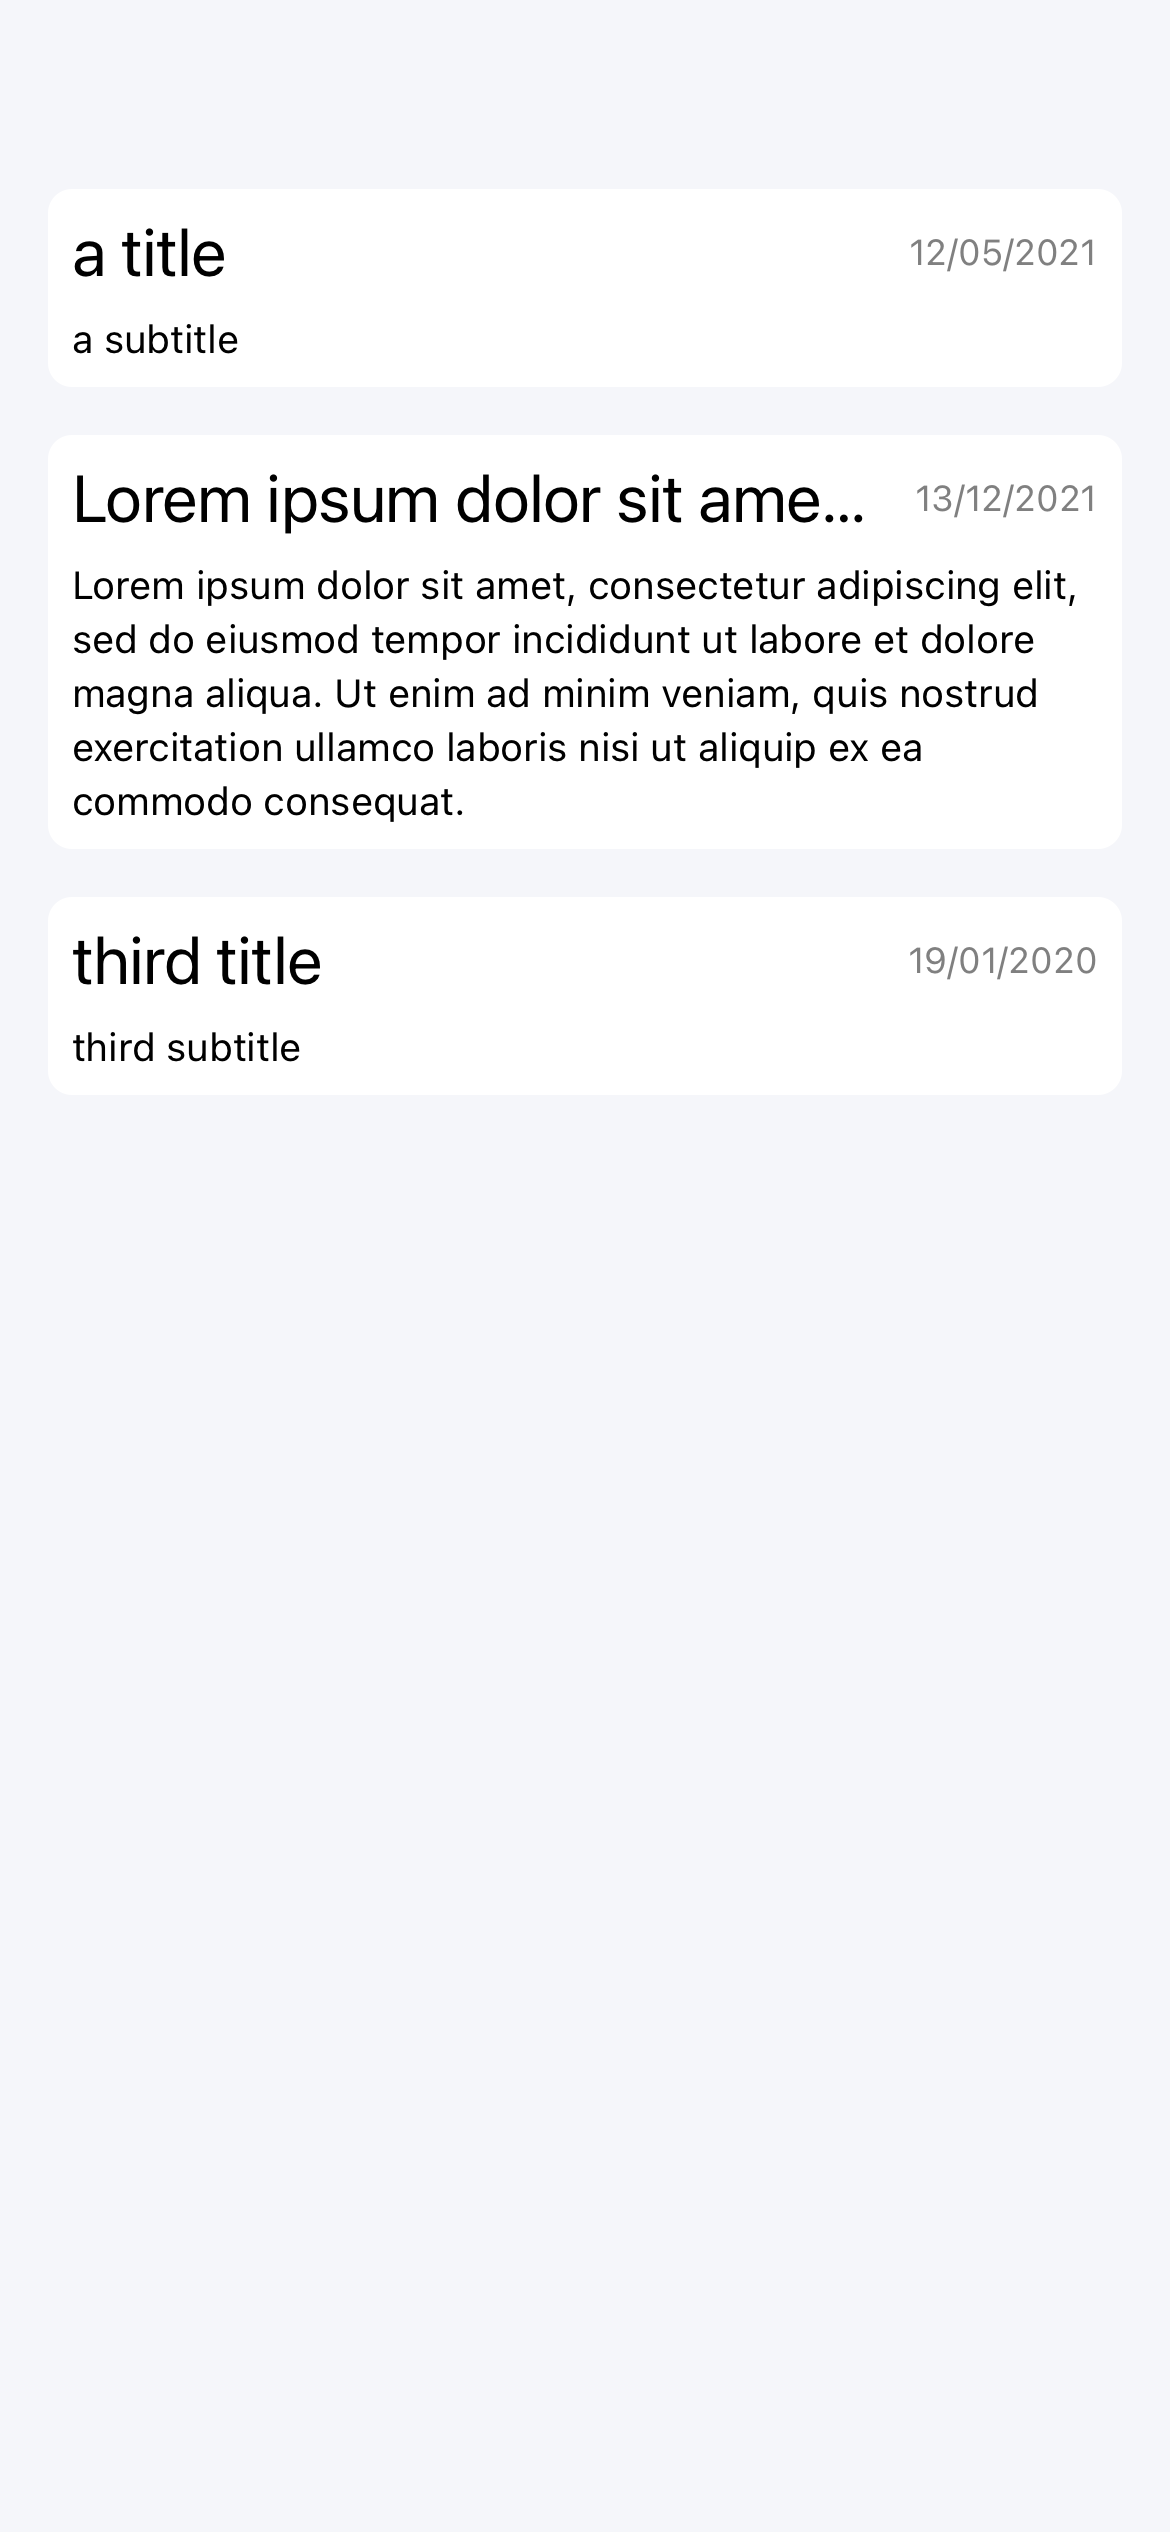 a title 12/05/2021
a subtitle
Lorem ipsum dolor sit ame... 13/12/2021
Lorem ipsum dolor sit amet, consectetur adipiscing elit,
sed do eiusmod tempor incididunt ut labore et dolore
magna aliqua. Ut enim ad minim veniam, quis nostrud
exercitation ullamco laboris nisi ut aliquip ex ea
commodo consequat.
third title 19/01/2020
third subtitle